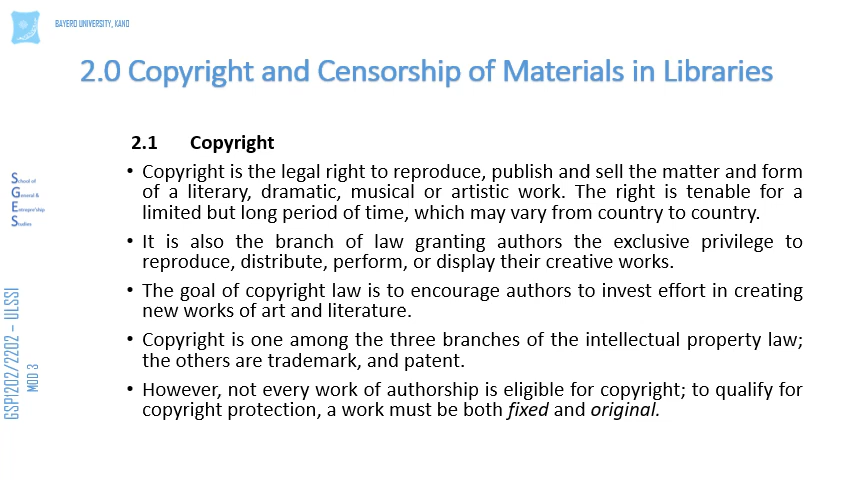 BAYERO UNIVERSITY, KANO
2.0 Copyright and Censorship of Materials in Libraries
2.1 Copyright
• Copyright is the legal right to reproduce, publish and sell the matter and form
of a literary, dramatic, musical or artistic work. The right is tenable for a
limited but long period of time, which may vary from country to country.
• It is also the branch of law granting authors the exclusive privilege to
reproduce, distribute, perform, or display their creative works.
• The goal of copyright law is to encourage authors to invest effort in creating
new works of art and literature.
• Copyright is one among the three branches of the intellectual property law;
the others are trademark, and patent.
• However, not every work of authorship is eligible for copyright; to qualify for
copyright protection, a work must be both fixed and original.
School of
General &
Entrepre'ship
Studies
GSP1202/2202 – ULSSI
MOD 3